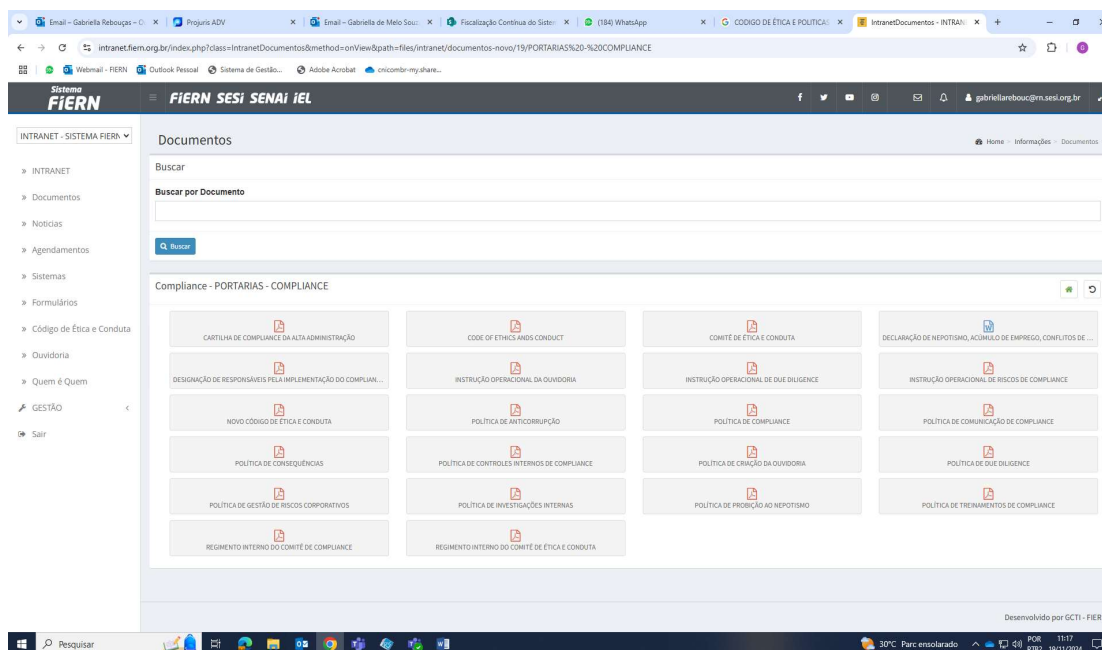 Email – Gabriella Rebouças – O
Projuris ADV
Email – Gabriella de Melo Sou
Fiscalização Contínua do Siste
(184) WhatsApp
CODIGO DE ÉTICA E POLITICAS
IntranetDocumentos - INTRAN
intranet.fiern.org.br/index.php?class=IntranetDocumentos&method=onView&path=files/intranet/documentos-novo/19/PORTARIAS%20-%20COMPLIANCE
Webmail - FIERN
Outlook Pessoal
Sistema de Gestão...
Adobe Acrobat
cnicombr-my.share...
Sistema
FiERN
FiERN SESi SENAi iEL
gabriellarebouc@rn.sesi.org.br
INTRANET - SISTEMA FIERN
Documentos
Home - Informações - Documentos
» INTRANET
» Documentos
» Noticias
» Agendamentos
» Sistemas
» Formulários
» Código de Ética e Conduta
» Ouvidoria
» Quem é Quem
GESTÃO
Sair
Buscar
Buscar por Documento
Buscar
Compliance - PORTARIAS - COMPLIANCE
CARTILHA DE COMPLIANCE DA ALTA ADMINISTRAÇÃO
CODE OF ETHICS ANDS CONDUCT
COMITÊ DE ÉTICA E CONDUTA
DECLARAÇÃO DE NEPOTISMO, ACÚMULO DE EMPREGO, CONFLITOS DE ...
DESIGNAÇÃO DE RESPONSÁVEIS PELA IMPLEMENTAÇÃO DO COMPLIAN...
INSTRUÇÃO OPERACIONAL DA OUVIDORIA
INSTRUÇÃO OPERACIONAL DE DUE DILIGENCE
INSTRUÇÃO OPERACIONAL DE RISCOS DE COMPLIANCE
NOVO CÓDIGO DE ÉTICA E CONDUTA
POLÍTICA DE ANTICORRUPÇÃO
POLÍTICA DE COMPLIANCE
POLÍTICA DE COMUNICAÇÃO DE COMPLIANCE
POLÍTICA DE CONSEQUÊNCIAS
POLÍTICA DE CONTROLES INTERNOS DE COMPLIANCE
POLÍTICA DE CRIAÇÃO DA OUVIDORIA
POLÍTICA DE DUE DILIGENCE
POLÍTICA DE GESTÃO DE RISCOS CORPORATIVOS
POLÍTICA DE INVESTIGAÇÕES INTERNAS
POLÍTICA DE PROBIÇÃO AO NEPOTISMO
POLÍTICA DE TREINAMENTOS DE COMPLIANCE
REGIMENTO INTERNO DO COMITÊ DE COMPLIANCE
REGIMENTO INTERNO DO COMITÊ DE ÉTICA E CONDUTA
Desenvolvido por GCTI - FIER
Pesquisar
30°C Parc ensolarado
POR
PTB2
11:17
19/11/2024